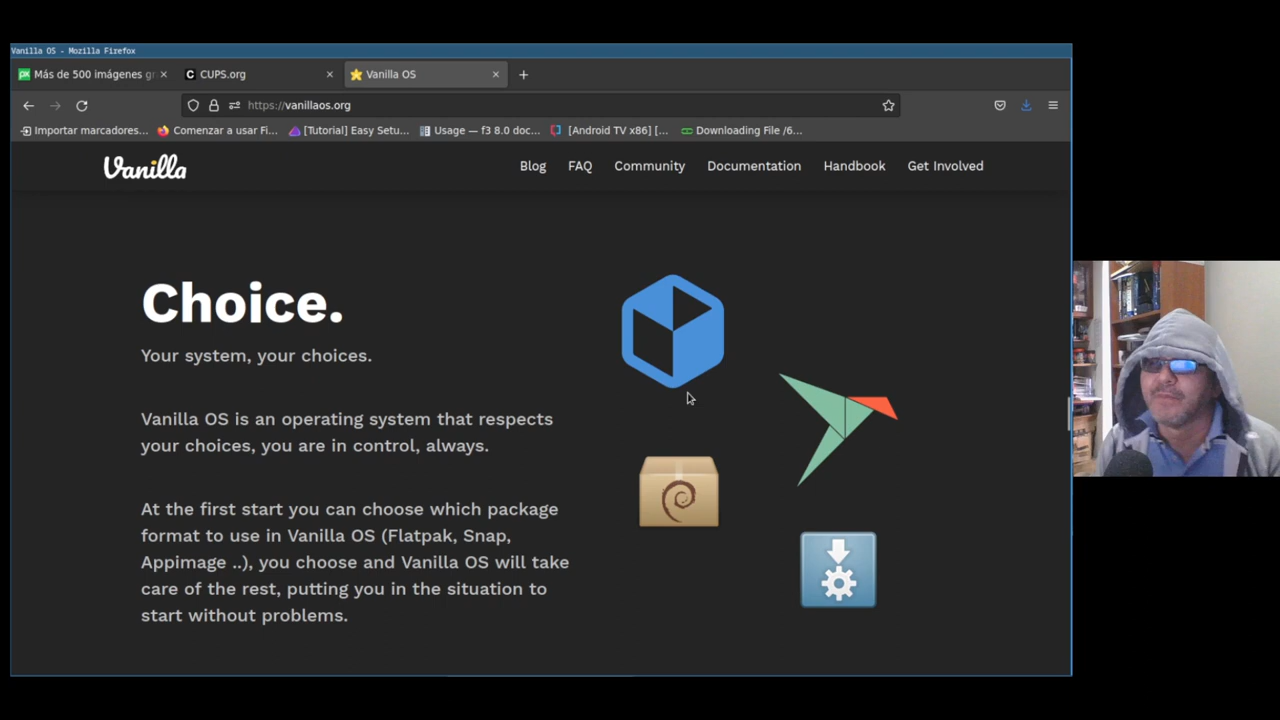 Vanilla OS - Mozilla Firefox
Más de 500 imágenes gr
CUPS.org
Vanilla OS
https://vanillaos.org
Importar marcadores...
Comenzar a usar Fi...
[Tutorial] Easy Setu...
Usage — f3 8.0 doc...
[Android TV x86] [...
Downloading File /6...
Vanilla
Blog
FAQ
Community
Documentation
Handbook
Get Involved
Choice.
Your system, your choices.
Vanilla OS is an operating system that respects
your choices, you are in control, always.
At the first start you can choose which package
format to use in Vanilla OS (Flatpak, Snap,
Appimage ..), you choose and Vanilla OS will take
care of the rest, putting you in the situation to
start without problems.